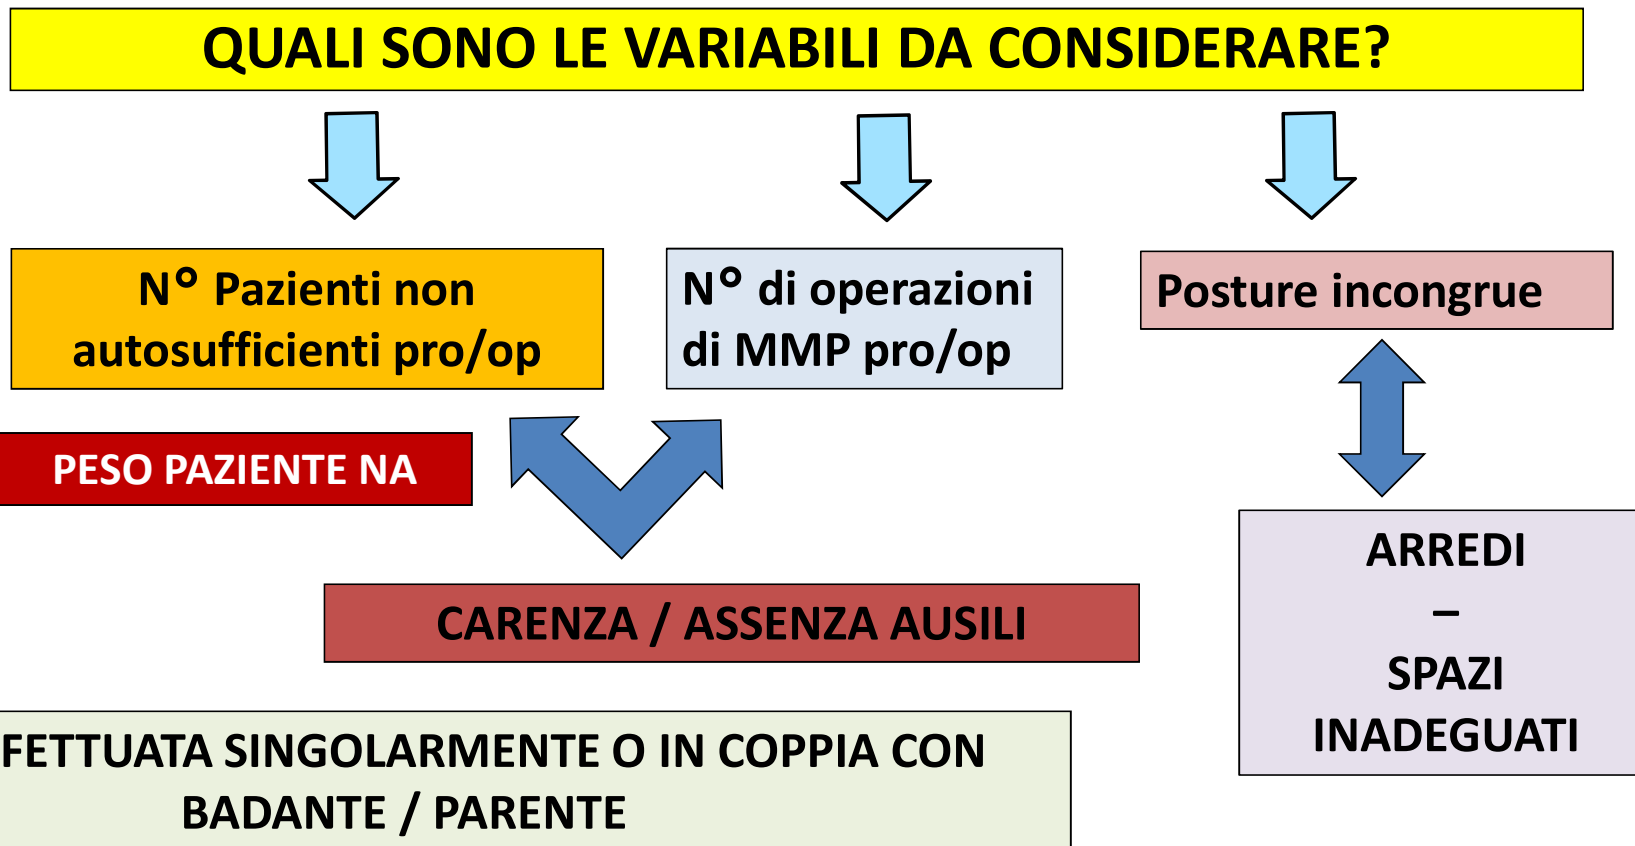 QUALI SONO LE VARIABILI DA CONSIDERARE?
N° Pazienti non
autosufficienti pro/op
N° di operazioni
di MMP pro/op
Posture incongrue
PESO PAZIENTE NA
CARENZA / ASSENZA AUSILI
ARREDI
–
SPAZI
INADEGUATI
FETTUATA SINGOLARMENTE O IN COPPIA CON
BADANTE / PARENTE